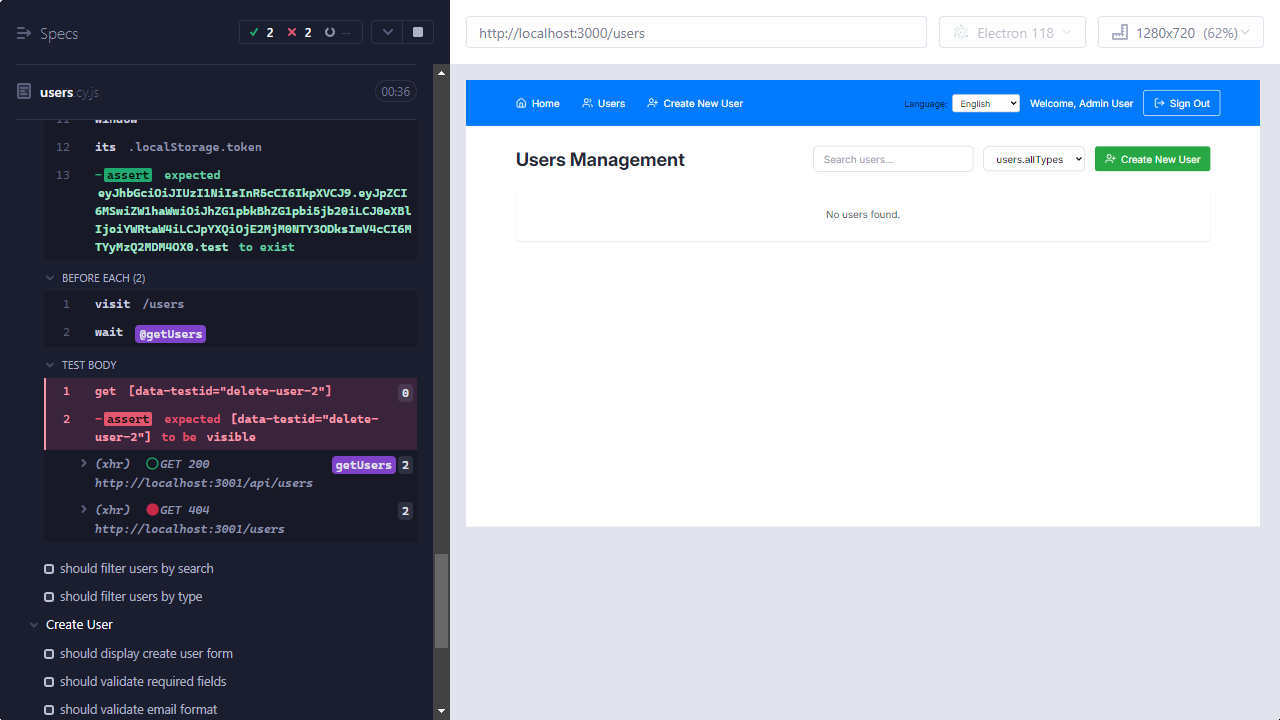 Specs
2
2
--
users.cy.js
00:36
11 window
12 its .localStorage.token
13 -assert expected
eyJhbGciOiJIUzI1NiIsInR5cCI6IkpXVCJ9.eyJpZCI
6MSwiZW1haWwiOiJhZG1pbkBhZG1pbi5jb20iLCJ0eXBl
IjoiYWRtaW4iLCJpYXQiOjE2MjM0NTY3ODksImV4cCI6M
TYyMzQ2MDM4OX0.test to exist
BEFORE EACH (2)
1 visit /users
2 wait @getUsers
TEST BODY
1 get [data-testid="delete-user-2"] 0
2 -assert expected [data-testid="delete-
user-2"] to be visible
(xhr) GET 200 getUsers 2
http://localhost:3001/api/users
(xhr) GET 404 2
http://localhost:3001/users
should filter users by search
should filter users by type
Create User
should display create user form
should validate required fields
should validate email format
http://localhost:3000/users
Electron 118
1280x720 (62%)
Home
Users
Create New User
Language:
English
Welcome, Admin User
Sign Out
Users Management
Search users...
users.allTypes
Create New User
No users found.